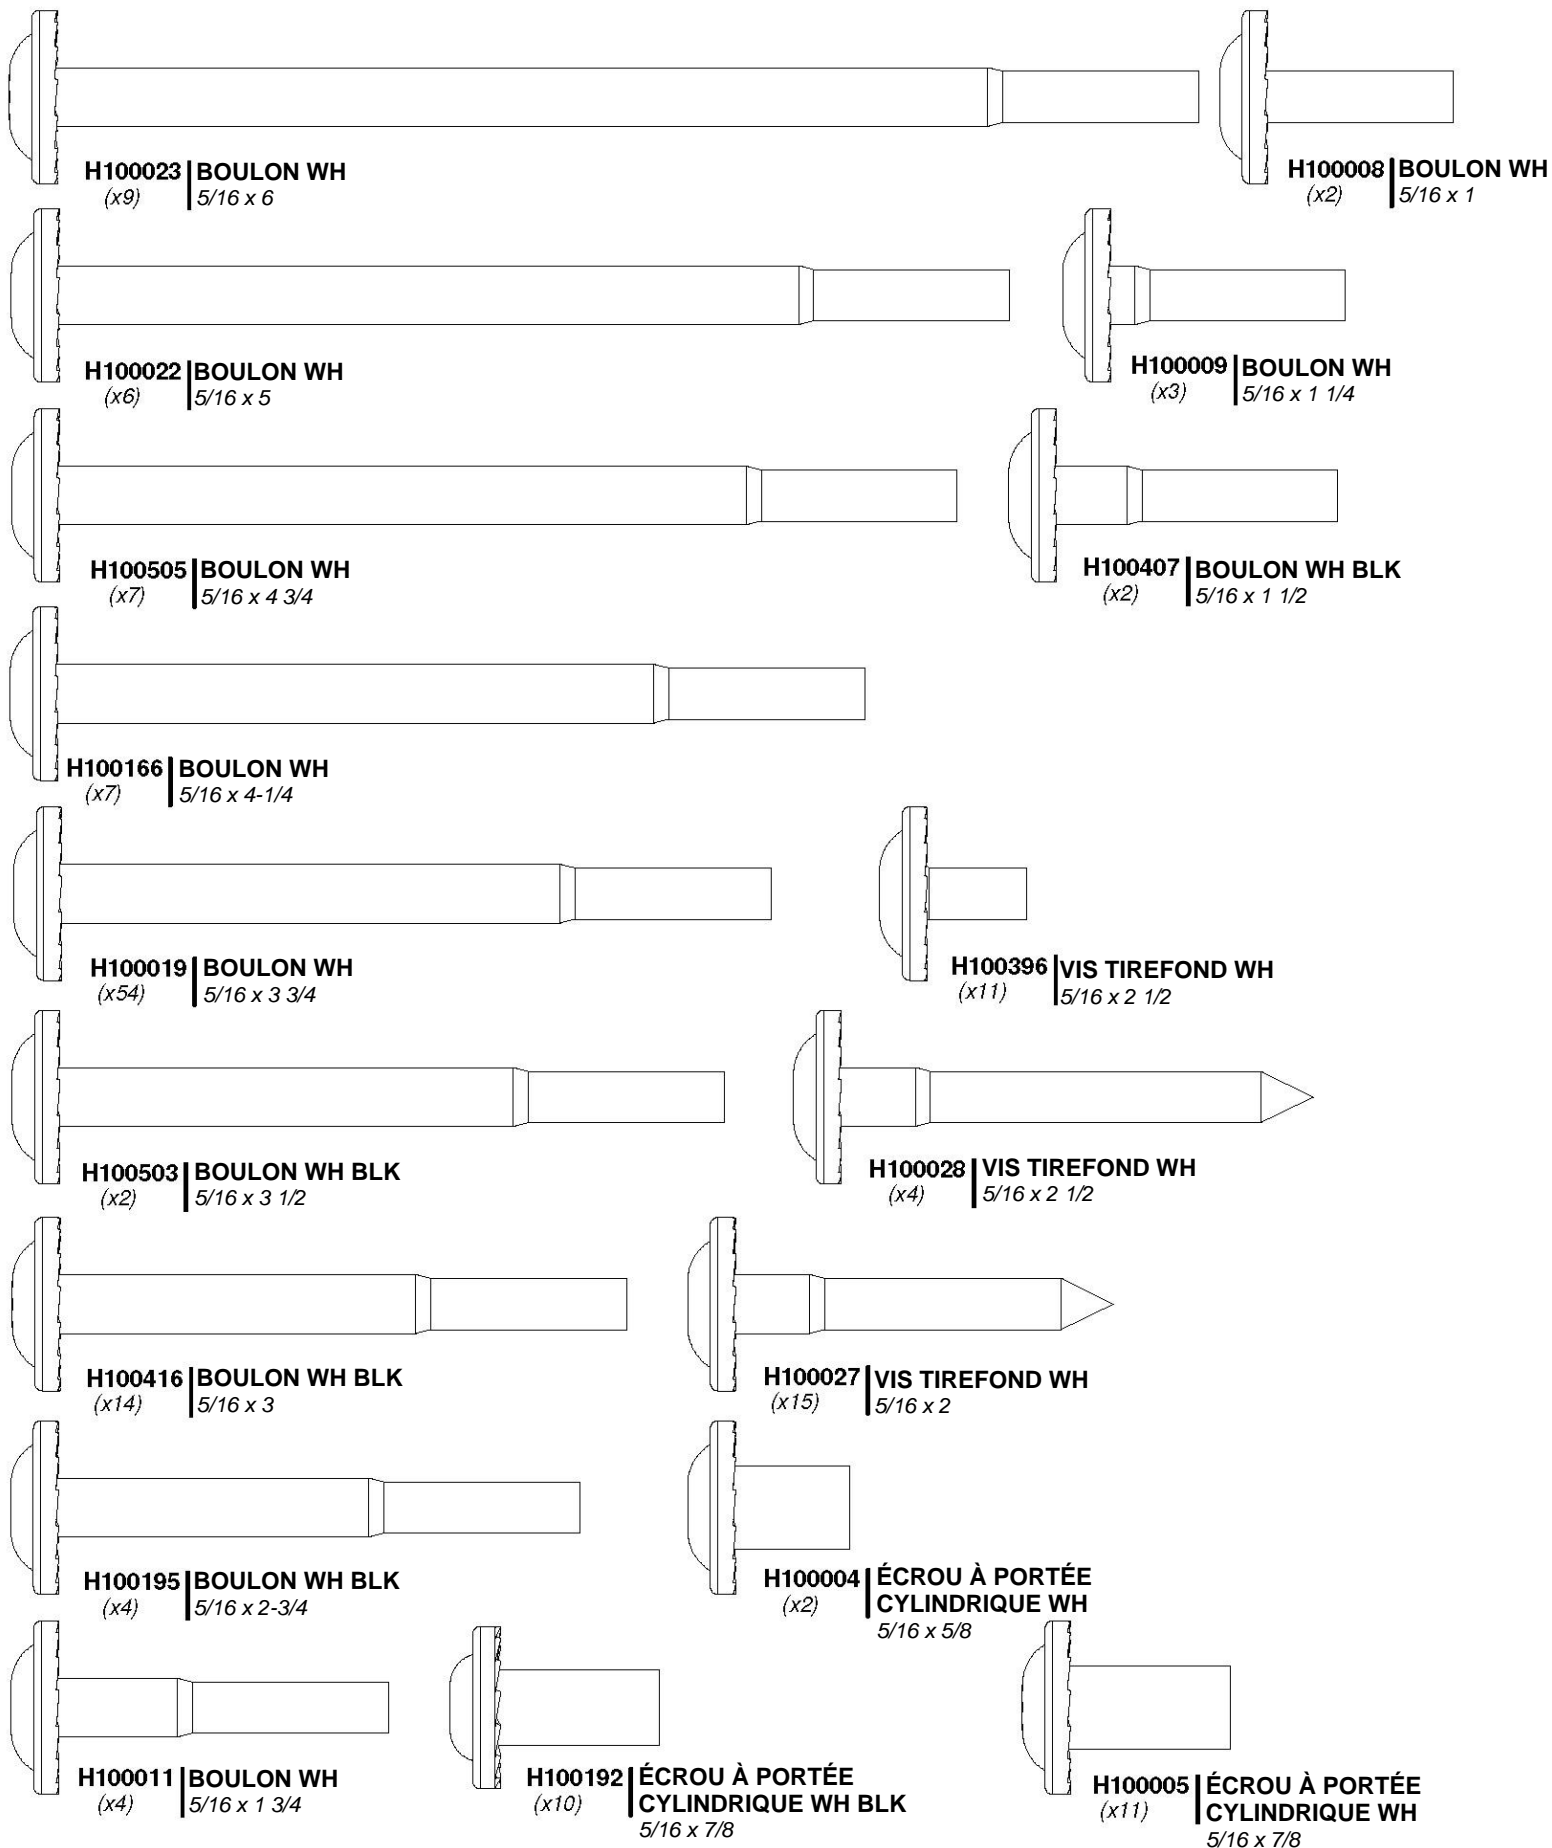 H100023 BOULON WH
(x9) 5/16 x 6
H100008 BOULON WH
(x2) 5/16 x 1
H100022 BOULON WH
(x6) 5/16 x 5
H100009 BOULON WH
(x3) 5/16 x 1 1/4
H100505 BOULON WH
(x7) 5/16 x 4 3/4
H100407 BOULON WH BLK
(x2) 5/16 x 1 1/2
H100166 BOULON WH
(x7) 5/16 x 4-1/4
H100019 BOULON WH
(x54) 5/16 x 3 3/4
H100396 VIS TIREFOND WH
(x11) 5/16 x 2 1/2
H100503 BOULON WH BLK
(x2) 5/16 x 3 1/2
H100028 VIS TIREFOND WH
(x4) 5/16 x 2 1/2
H100416 BOULON WH BLK
(x14) 5/16 x 3
H100027 VIS TIREFOND WH
(x15) 5/16 x 2
H100195 BOULON WH BLK
(x4) 5/16 x 2-3/4
H100004 ÉCROU À PORTÉE
(x2) CYLINDRIQUE WH
5/16 x 5/8
H100011 BOULON WH
(x4) 5/16 x 1 3/4
H100192 ÉCROU À PORTÉE
(x10) CYLINDRIQUE WH BLK
5/16 x 7/8
H100005 ÉCROU À PORTÉE
(x11) CYLINDRIQUE WH
5/16 x 7/8